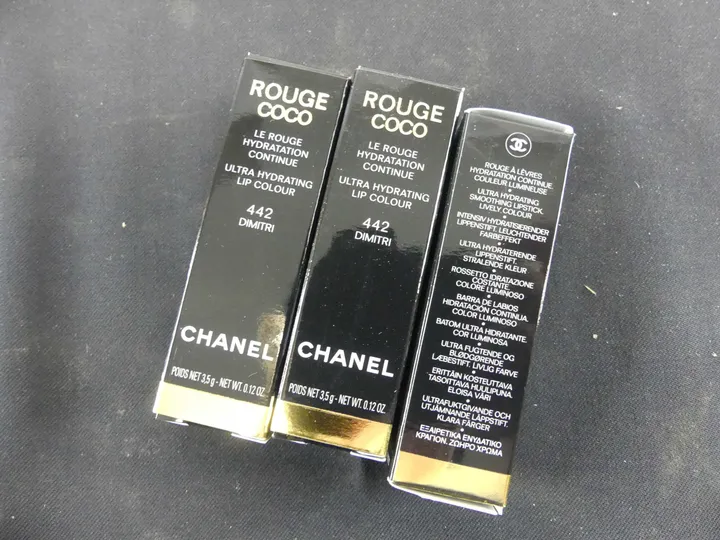 ROUGE
COCO
LE ROUGE
HYDRATATION
CONTINUE
ULTRA HYDRATING
LIP COLOUR
442
DIMITRI
CHANEL
POIDS NET 3,5 g - NET WT. 0.12 OZ.
ROUGE
COCO
LE ROUGE
HYDRATATION
CONTINUE
ULTRA HYDRATING
LIP COLOUR
442
DIMITRI
CHANEL
POIDS NET 3,5 g - NET WT. 0.12 OZ.
ROUGE À LÈVRES
HYDRATATION CONTINUE.
COULEUR LUMINEUSE
ULTRA HYDRATING
SMOOTHING LIPSTICK.
LIVELY COLOUR
INTENSIV HYDRATISIERENDER
LIPPENSTIFT. LEUCHTENDER
FARBEFFEKT
ULTRA HYDRATERENDE
LIPPENSTIFT.
STRALENDE KLEUR
ROSSETTO IDRATAZIONE
COSTANTE.
COLORE LUMINOSO
BARRA DE LABIOS
HIDRATACIÓN CONTINUA.
COLOR LUMINOSO
BATOM ULTRA HIDRATANTE.
COR LUMINOSA
ULTRA FUGTENDE OG
BLØDGØRENDE
LÆBESTIFT. LIVLIG FARVE
ERITTÄIN KOSTEUTTAVA
TASOITTAVA HUULIPUNA.
ELOISA VÄRI
ULTRAFUKTGIVANDE OCH
UTJÄMNANDE LÄPPSTIFT.
KLARA FÄRGER
ΕΞΑΙΡΕΤΙΚΑ ΕΝΥΔΑΤΙΚΟ
ΚΡΑΓΙΟΝ. ΖΩΗΡΟ ΧΡΩΜΑ